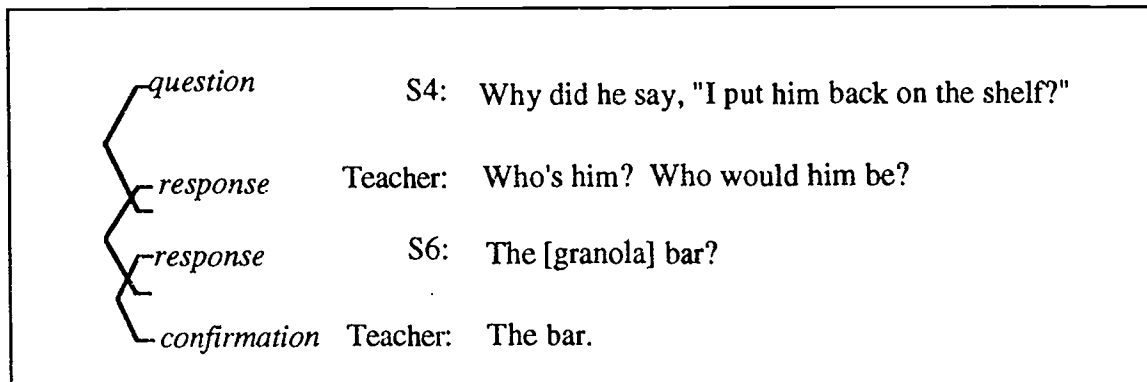 question S4: Why did he say, "I put him back on the shelf?"
response Teacher: Who's him? Who would him be?
response S6: The [granola] bar?
confirmation Teacher: The bar.